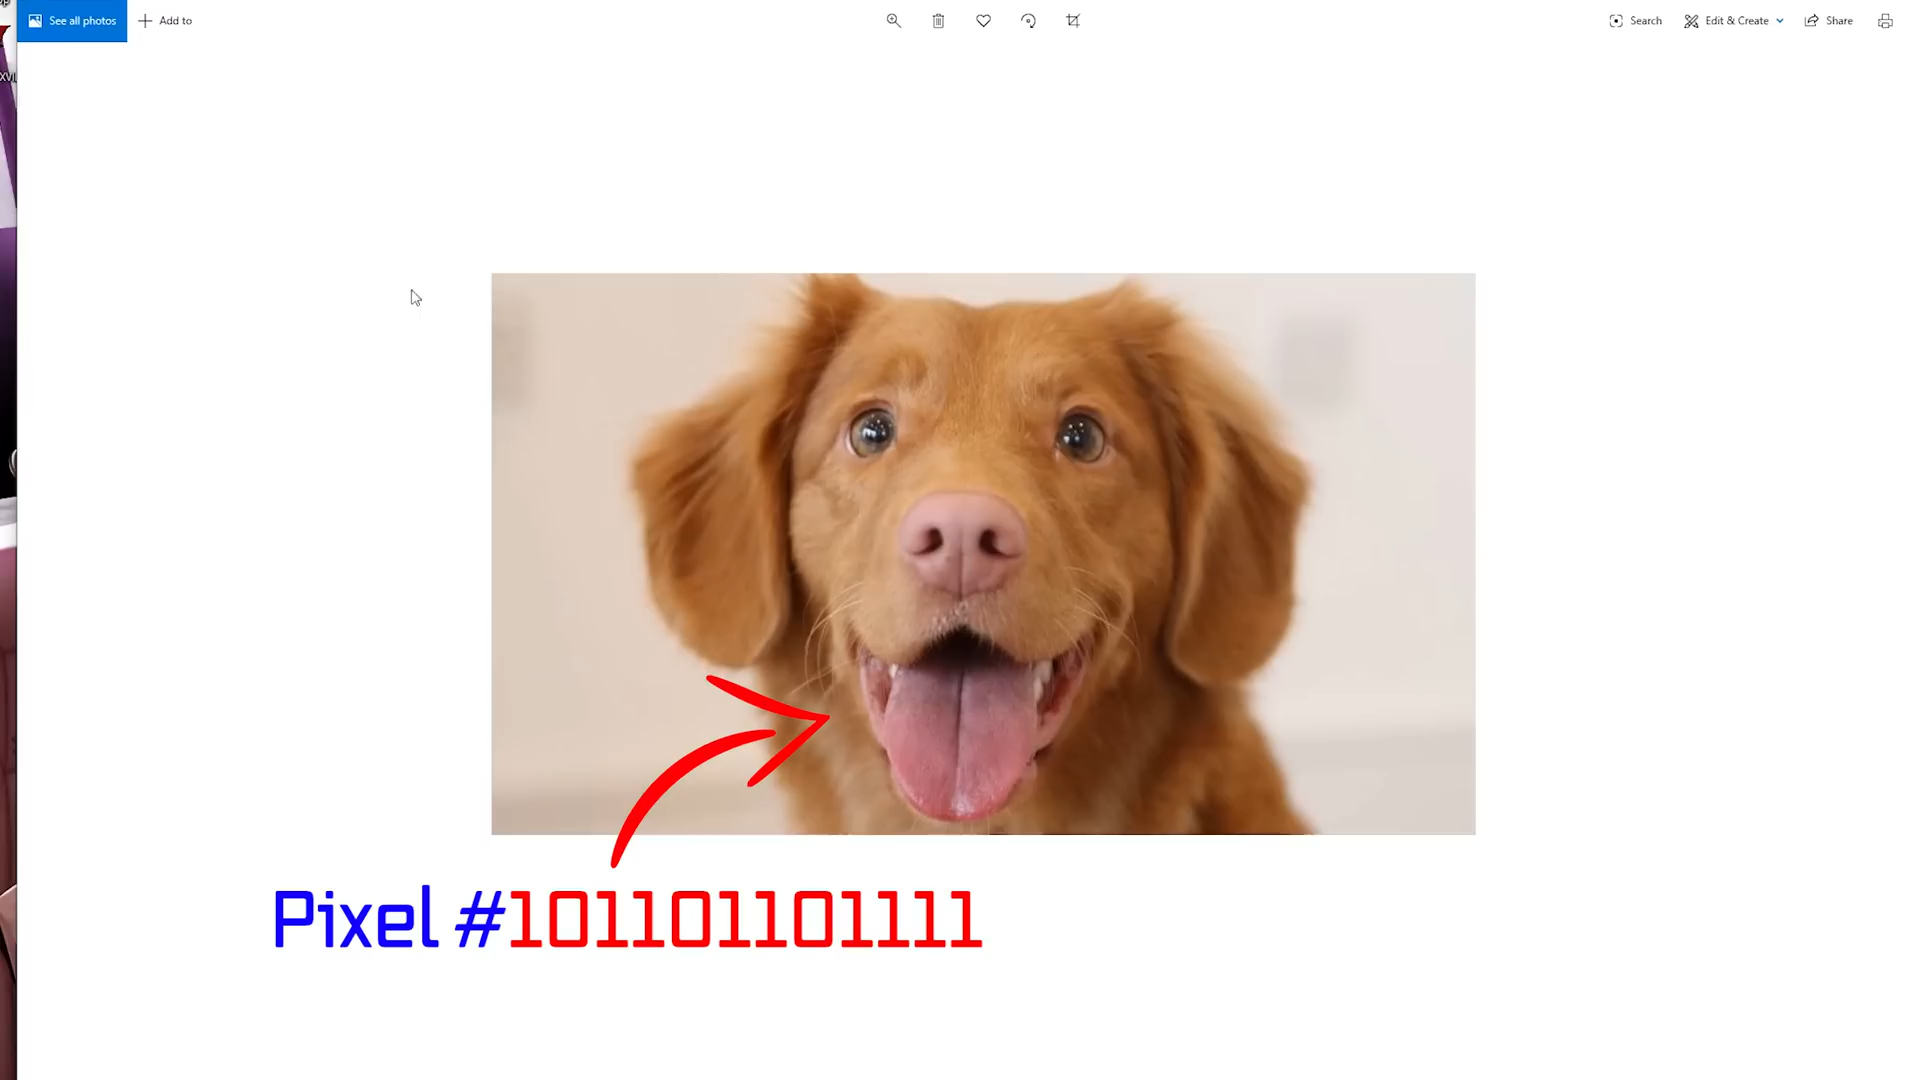 See all photos
Add to
Search
Edit & Create
Share
Pixel #101101101111